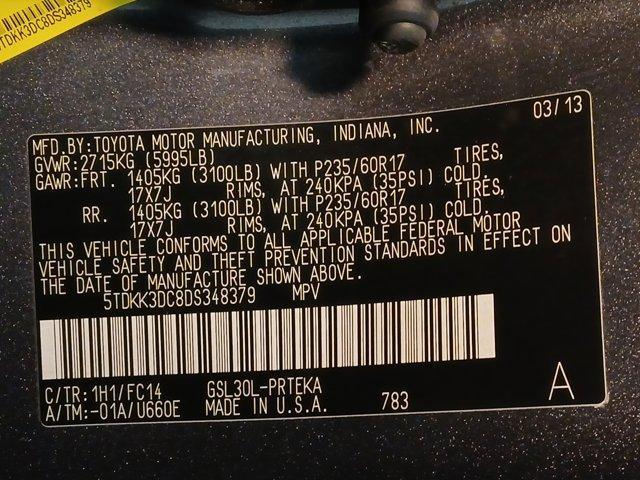 5TDKK3DC8DS348379
03/13
MFD.BY:TOYOTA MOTOR MANUFACTURING, INDIANA, INC.
GVWR:2715KG (5995LB)
GAWR:FRT. 1405KG (3100LB) WITH P235/60R17 TIRES,
17X7J RIMS, AT 240KPA (35PSI) COLD.
RR. 1405KG (3100LB) WITH P235/60R17 TIRES,
17X7J RIMS, AT 240KPA (35PSI) COLD.
THIS VEHICLE CONFORMS TO ALL APPLICABLE FEDERAL MOTOR
VEHICLE SAFETY AND THEFT PREVENTION STANDARDS IN EFFECT ON
THE DATE OF MANUFACTURE SHOWN ABOVE.
5TDKK3DC8DS348379 MPV
C/TR:1H1/FC14 GSL30L-PRTEKA
A/TM:-01A/U660E MADE IN U.S.A. 783 A